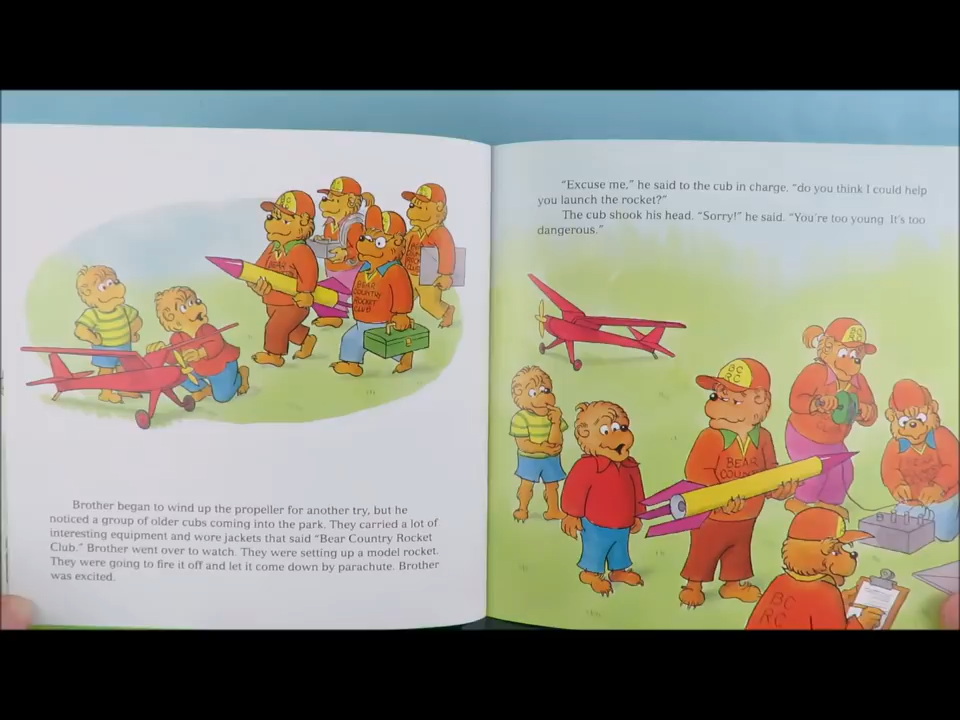 BC
BEAR
COUNTRY
ROCKET
CLUB
Brother began to wind up the propeller for another try, but he
noticed a group of older cubs coming into the park. They carried a lot of
interesting equipment and wore jackets that said “Bear Country Rocket
Club.” Brother went over to watch. They were setting up a model rocket.
They were going to fire it off and let it come down by parachute. Brother
was excited.
“Excuse me,” he said to the cub in charge. “do you think I could help
you launch the rocket?”
The cub shook his head. “Sorry!” he said. “You're too young It's too
dangerous.”
BC
RC
BEAR
BC
RC